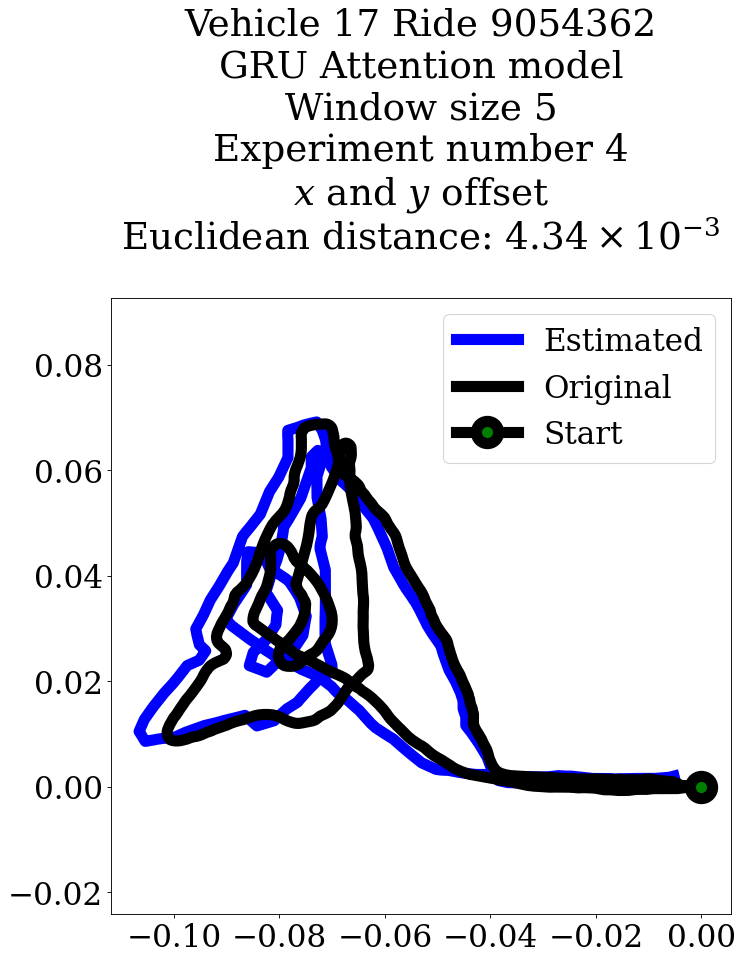 Vehicle 17 Ride 9054362
GRU Attention model
Window size 5
Experiment number 4
x and y offset
Euclidean distance: 4.34 × 10⁻³
Estimated
Original
Start
0.08
0.06
0.04
0.02
0.00
−0.02
−0.10 −0.08 −0.06 −0.04 −0.02 0.00